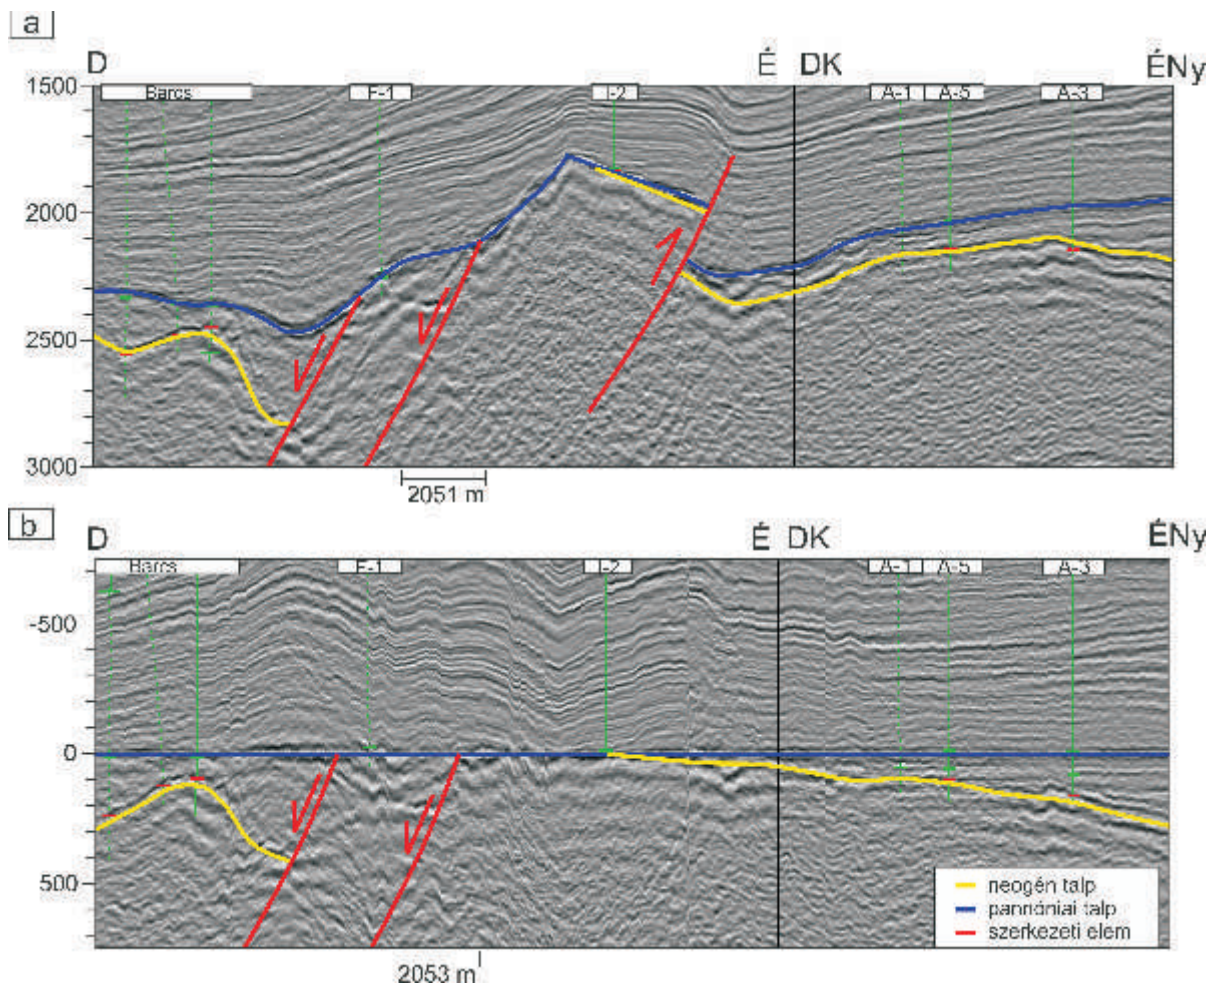 a
D É DK ÉNy
Barcs F-1 I-2 A-1 A-5 A-3
1500
2000
2500
3000
2051 m
b
D É DK ÉNy
Barcs F-1 I-2 A-1 A-5 A-3
-500
0
500
neogén talp
pannóniai talp
szerkezeti elem
2053 m